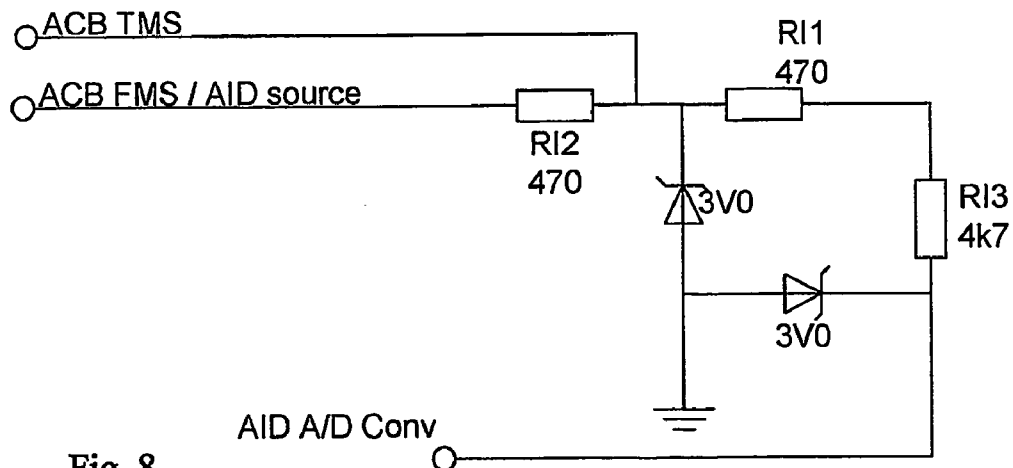 ACB TMS
ACB FMS / AID source
RI1
470
RI2
470
3V0
RI3
4k7
3V0
AID A/D Conv
Fig. 8